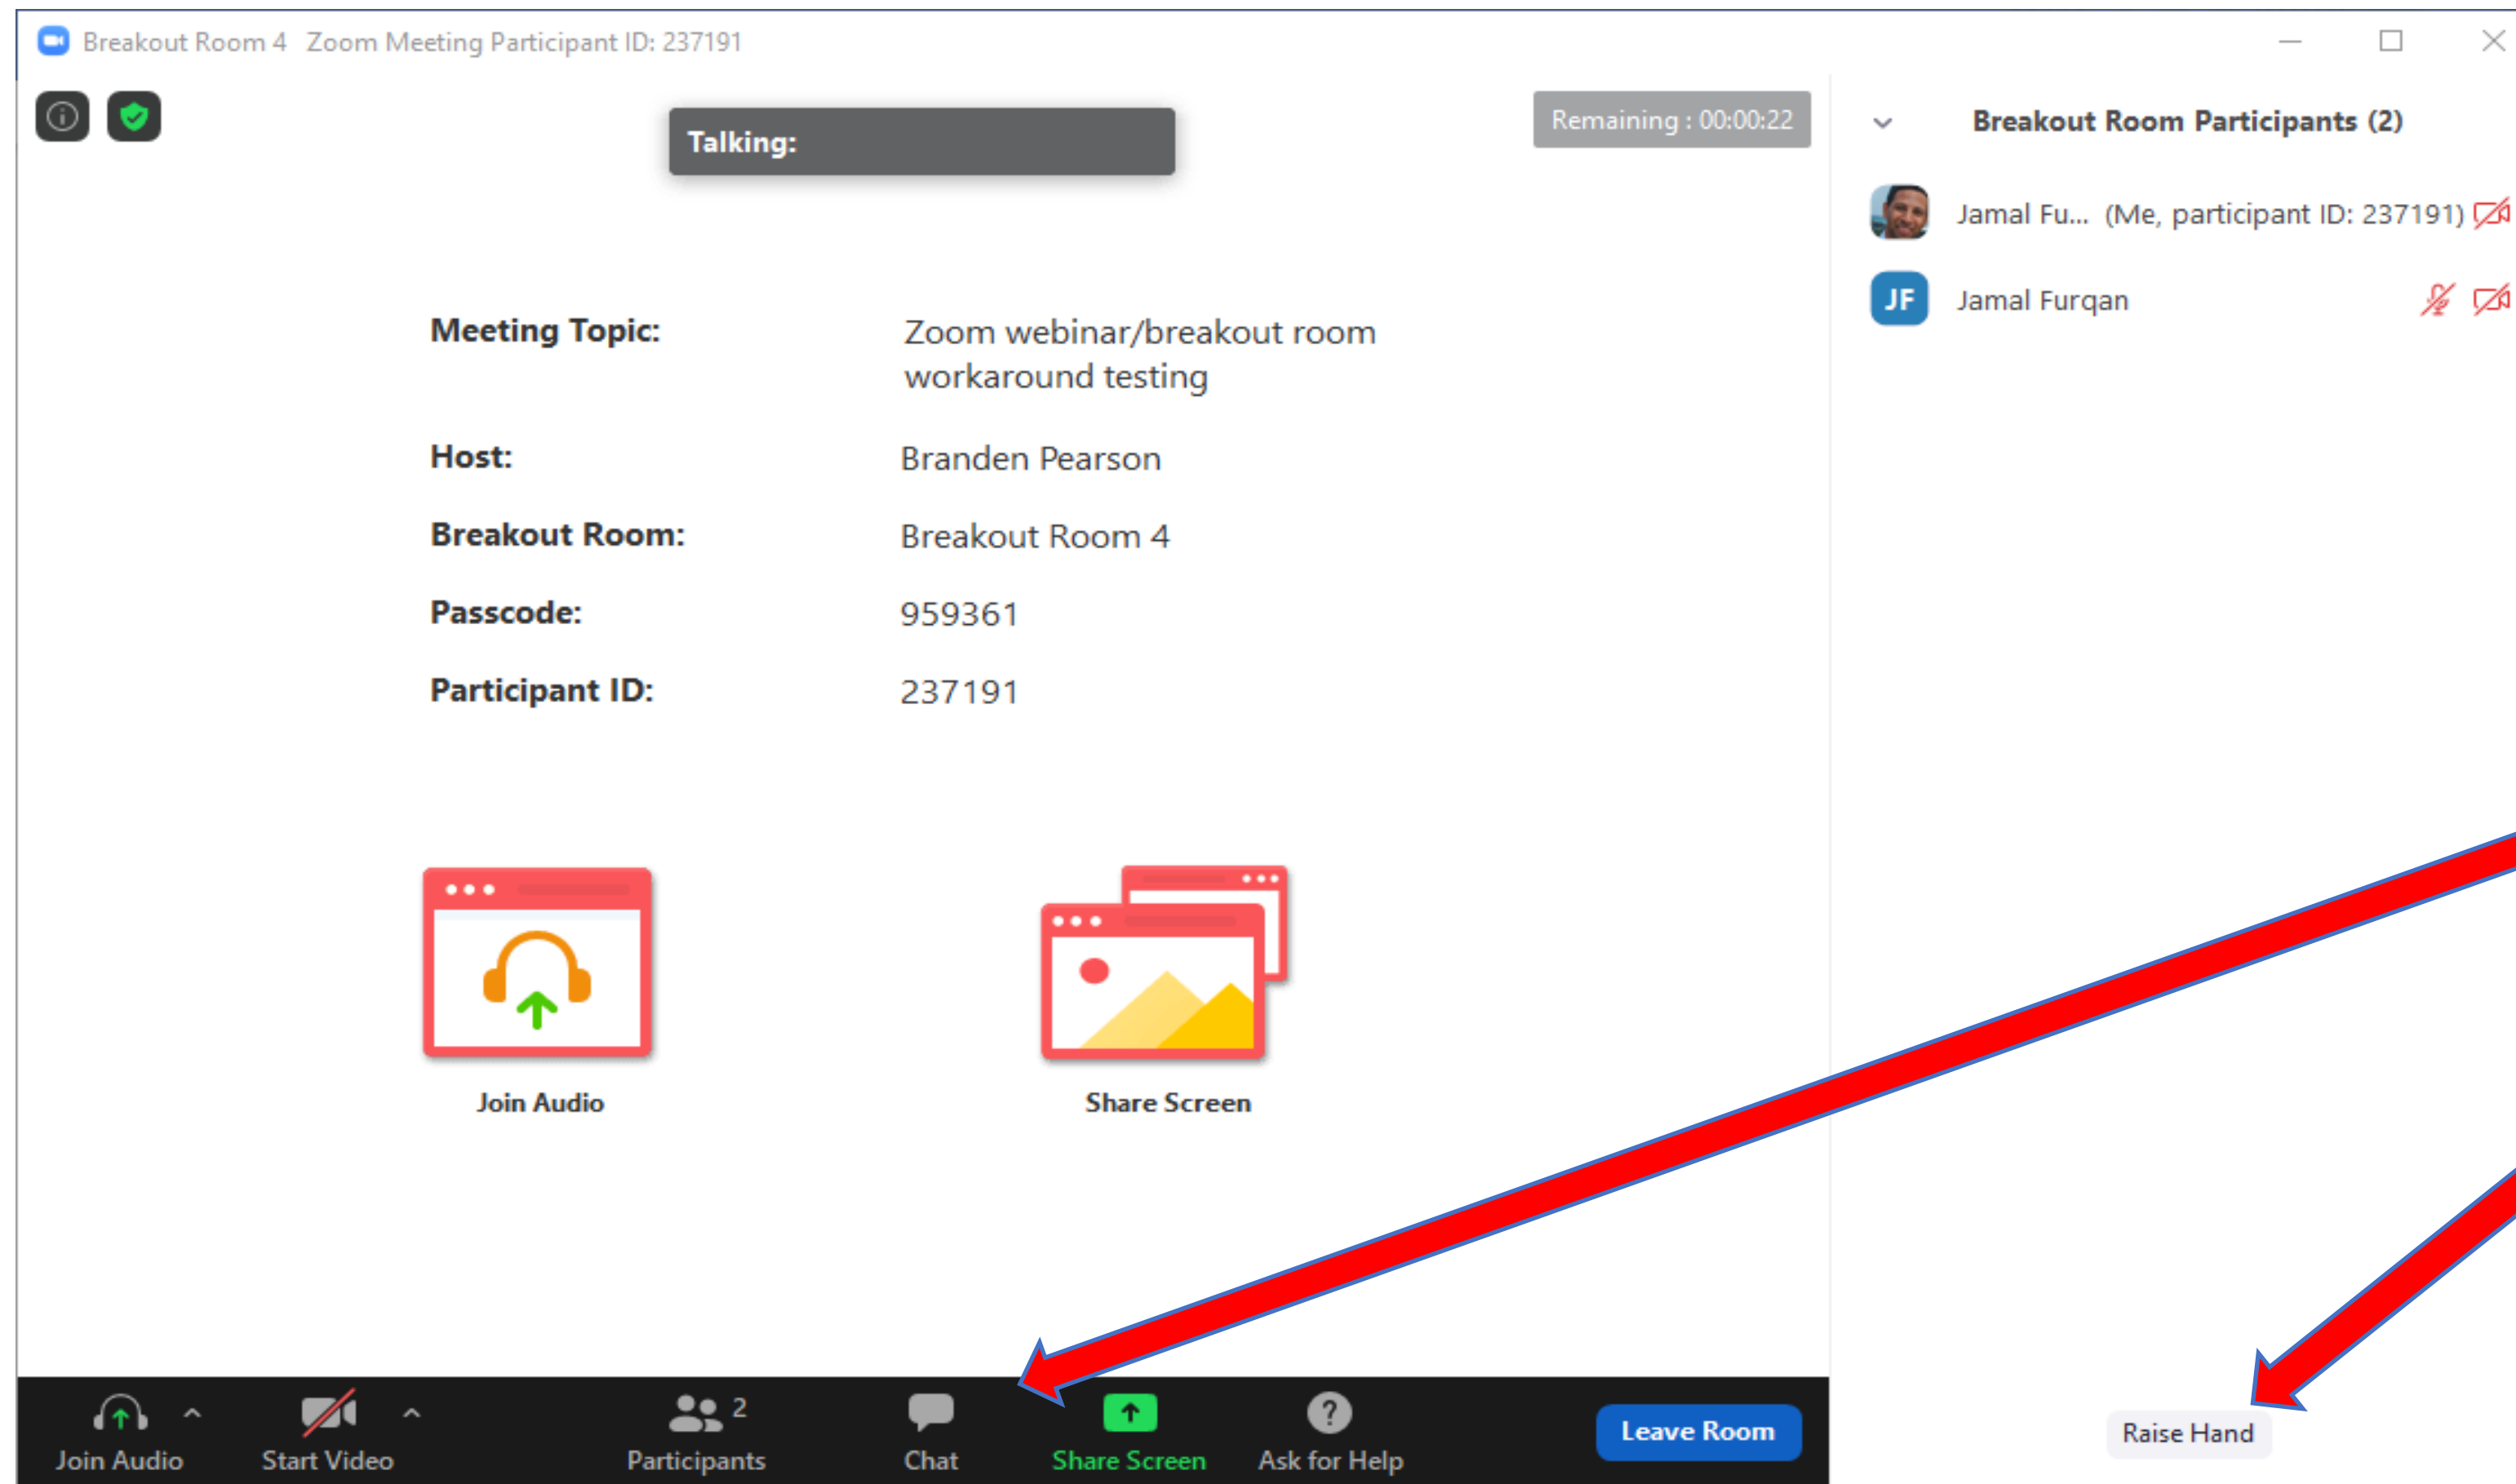 Breakout Room 4 Zoom Meeting Participant ID: 237191
Talking:
Remaining : 00:00:22
Breakout Room Participants (2)
Jamal Fu... (Me, participant ID: 237191)
JF Jamal Furqan
Meeting Topic: Zoom webinar/breakout room
workaround testing
Host: Branden Pearson
Breakout Room: Breakout Room 4
Passcode: 959361
Participant ID: 237191
Join Audio Share Screen
2
Join Audio Start Video Participants Chat Share Screen Ask for Help Leave Room Raise Hand